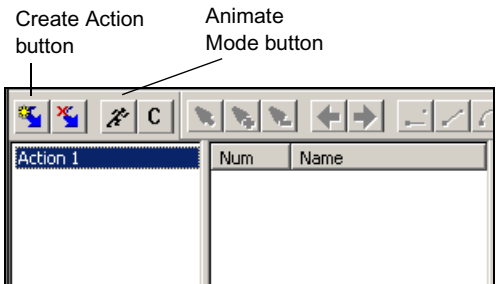 Create Action
button
Animate
Mode button
C
Action 1
Num
Name